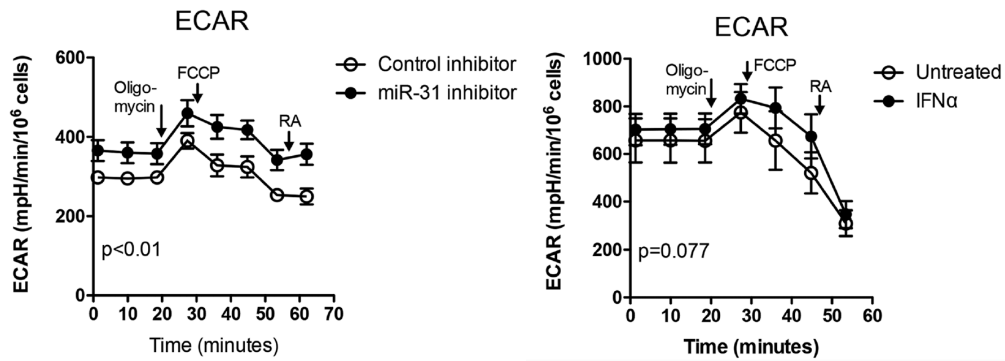 ECAR
ECAR (mpH/min/10⁶ cells)
600
400
200
0
Oligo-
mycin
FCCP
RA
p<0.01
0 10 20 30 40 50 60 70
Time (minutes)
Control inhibitor
miR-31 inhibitor
ECAR
ECAR (mpH/min/10⁶ cells)
1000
800
600
400
200
0
Oligo-
mycin
FCCP
RA
p=0.077
0 10 20 30 40 50 60
Time (minutes)
Untreated
IFNα